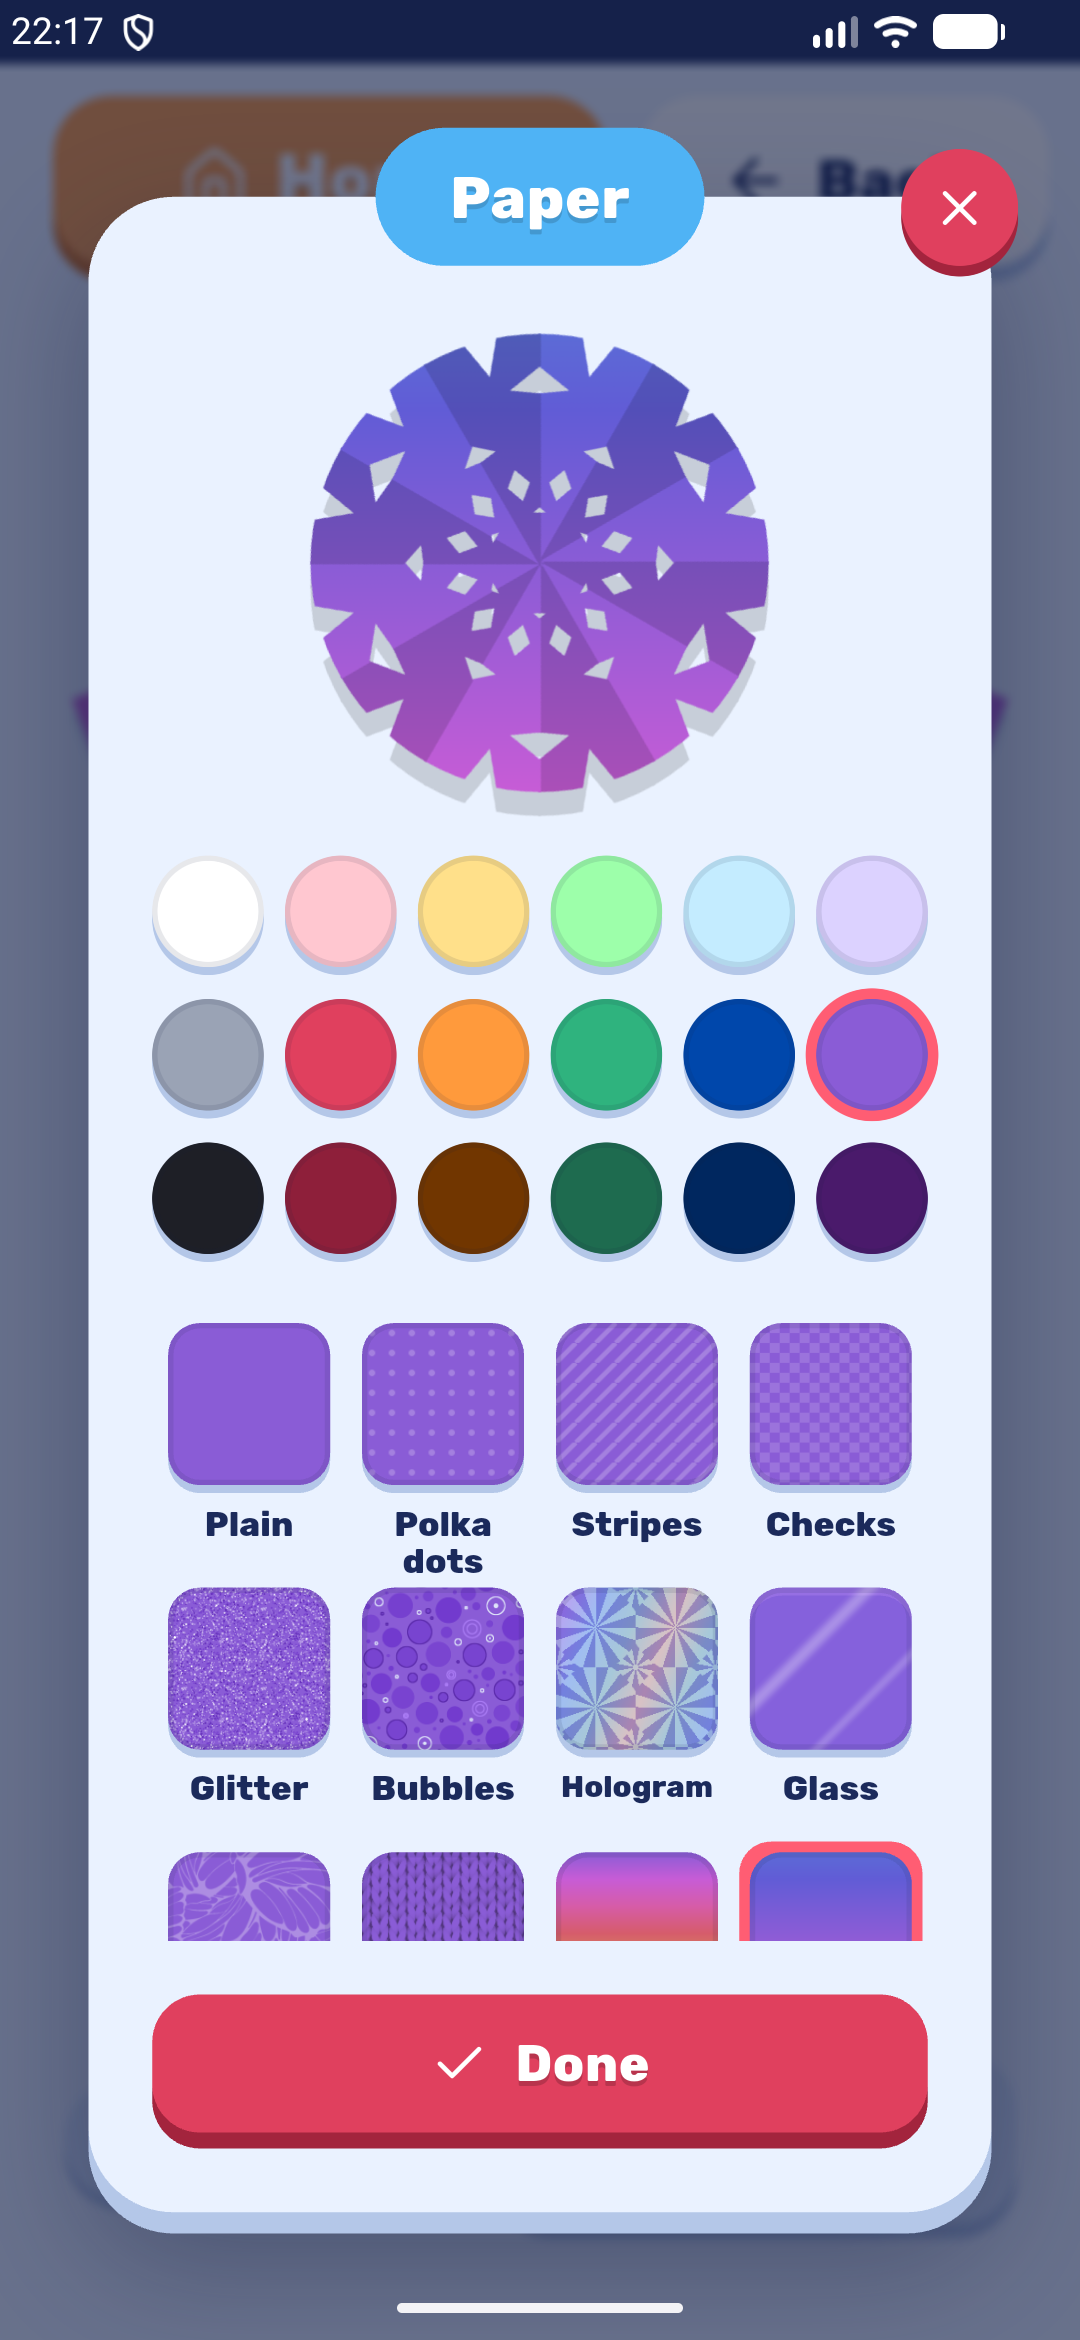 22:17
Paper
Plain
Polka
dots
Stripes
Checks
Glitter
Bubbles
Hologram
Glass
Done